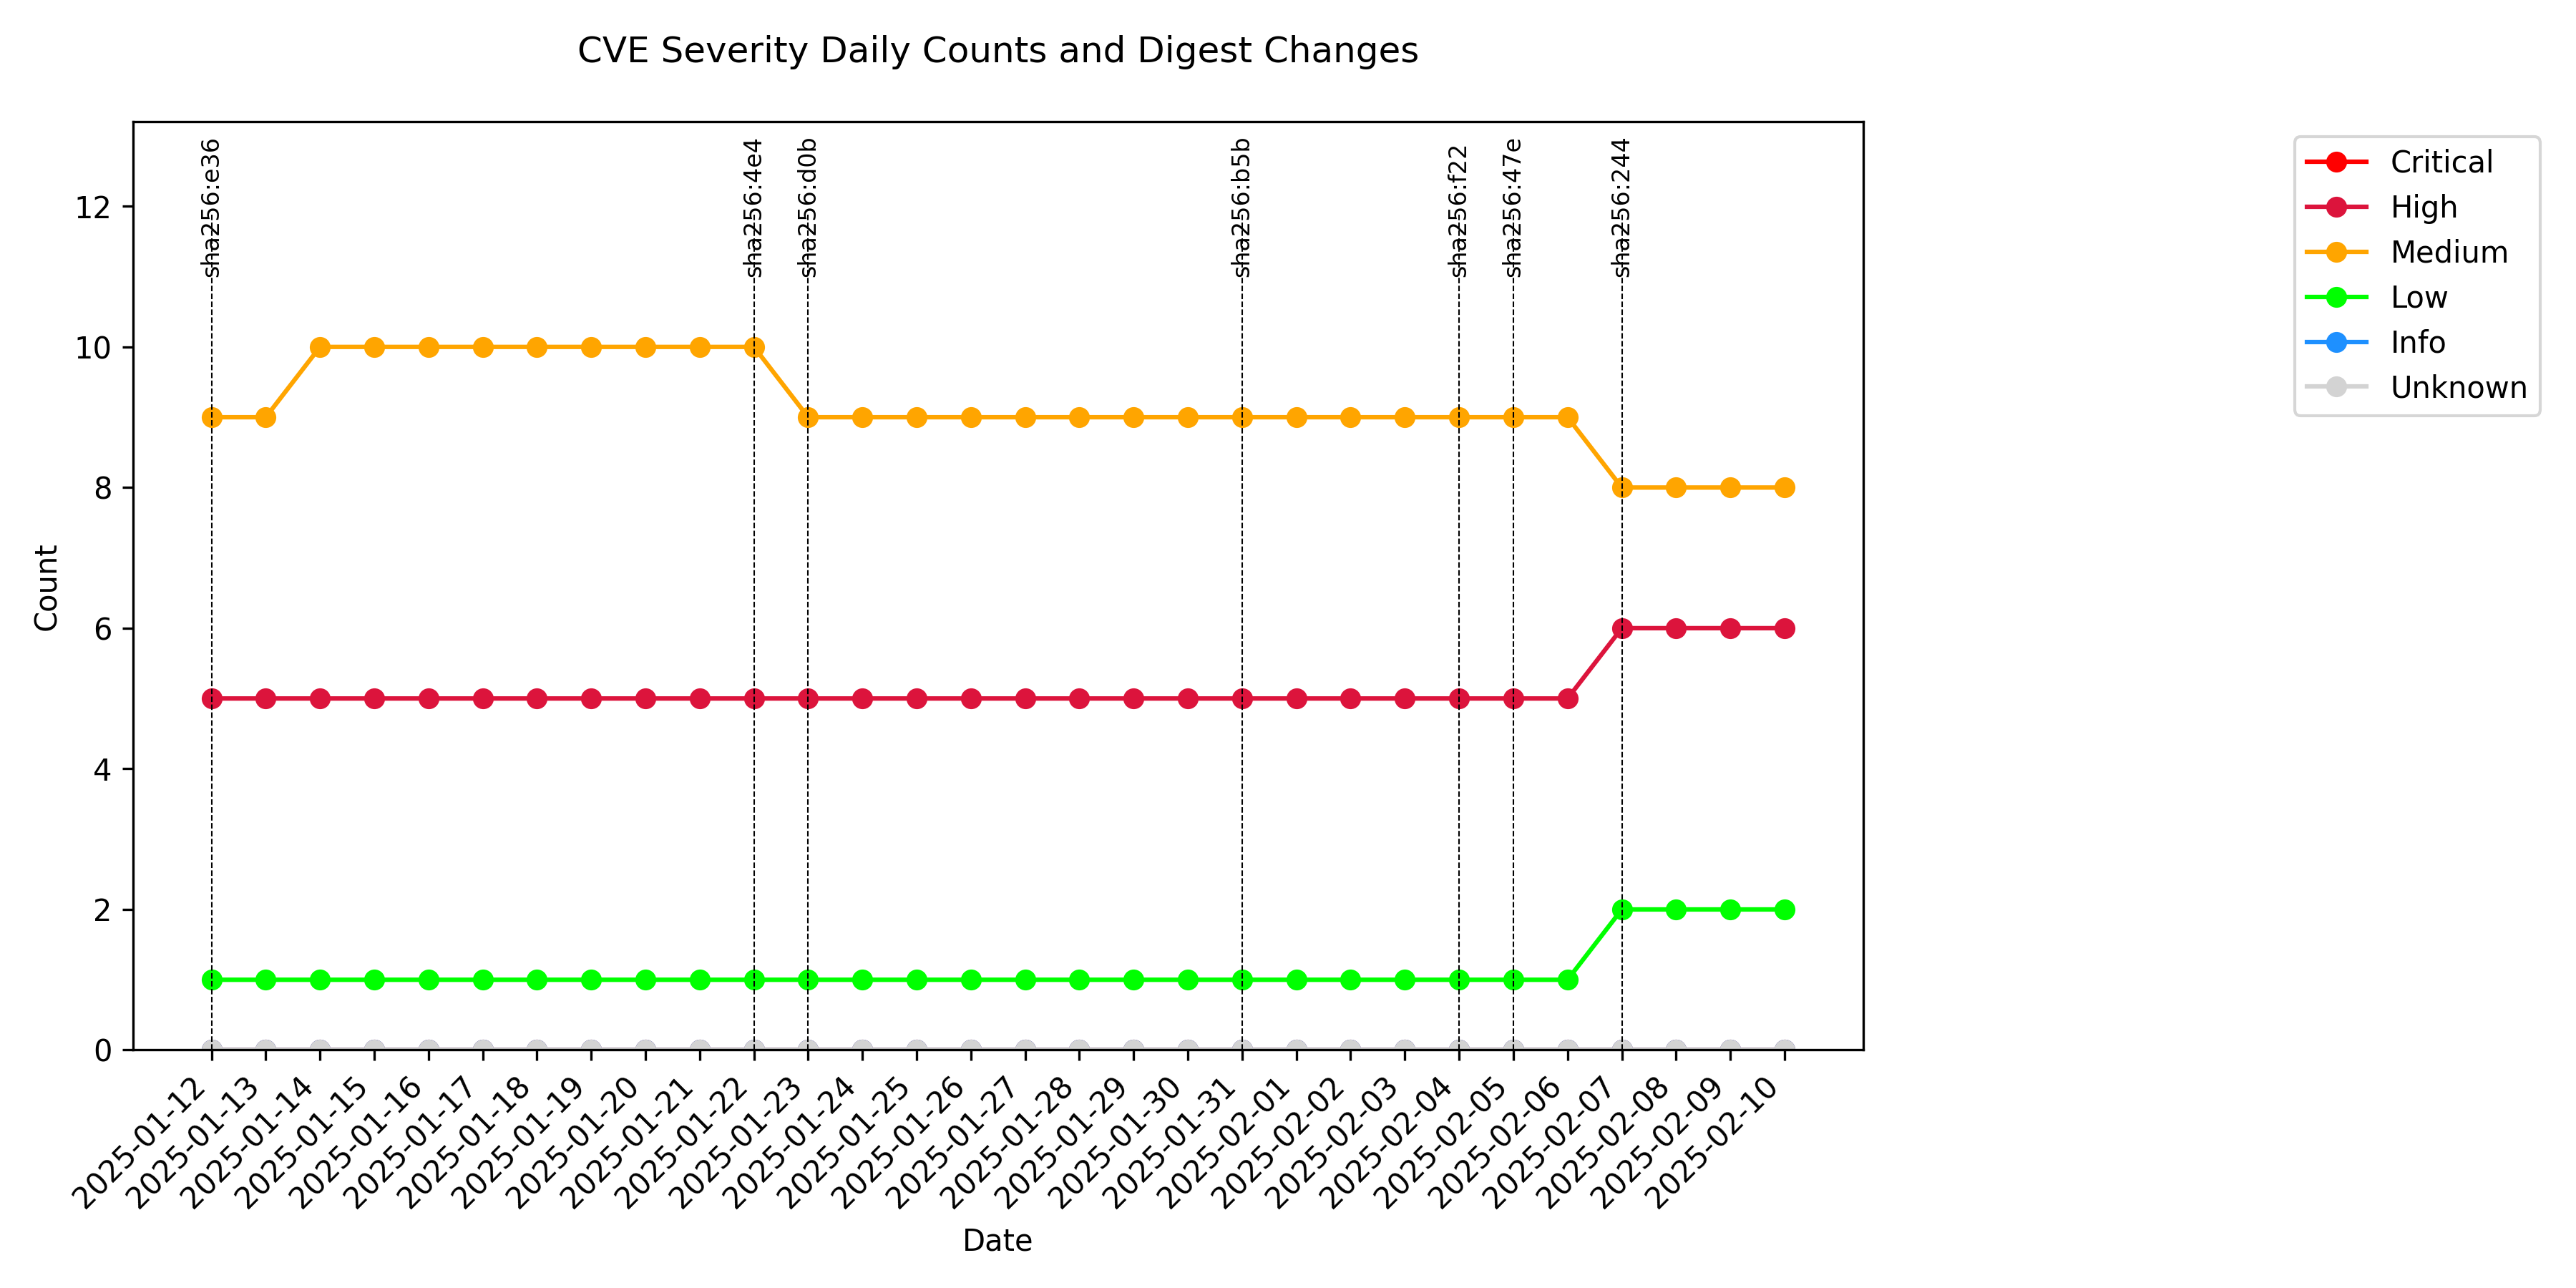 CVE Severity Daily Counts and Digest Changes
sha256:e36
sha256:4e4
sha256:d0b
sha256:b5b
sha256:f22
sha256:47e
sha256:244
Critical
High
Medium
Low
Info
Unknown
Count
12
10
8
6
4
2
0
2025-01-12
2025-01-13
2025-01-14
2025-01-15
2025-01-16
2025-01-17
2025-01-18
2025-01-19
2025-01-20
2025-01-21
2025-01-22
2025-01-23
2025-01-24
2025-01-25
2025-01-26
2025-01-27
2025-01-28
2025-01-29
2025-01-30
2025-01-31
2025-02-01
2025-02-02
2025-02-03
2025-02-04
2025-02-05
2025-02-06
2025-02-07
2025-02-08
2025-02-09
2025-02-10
Date